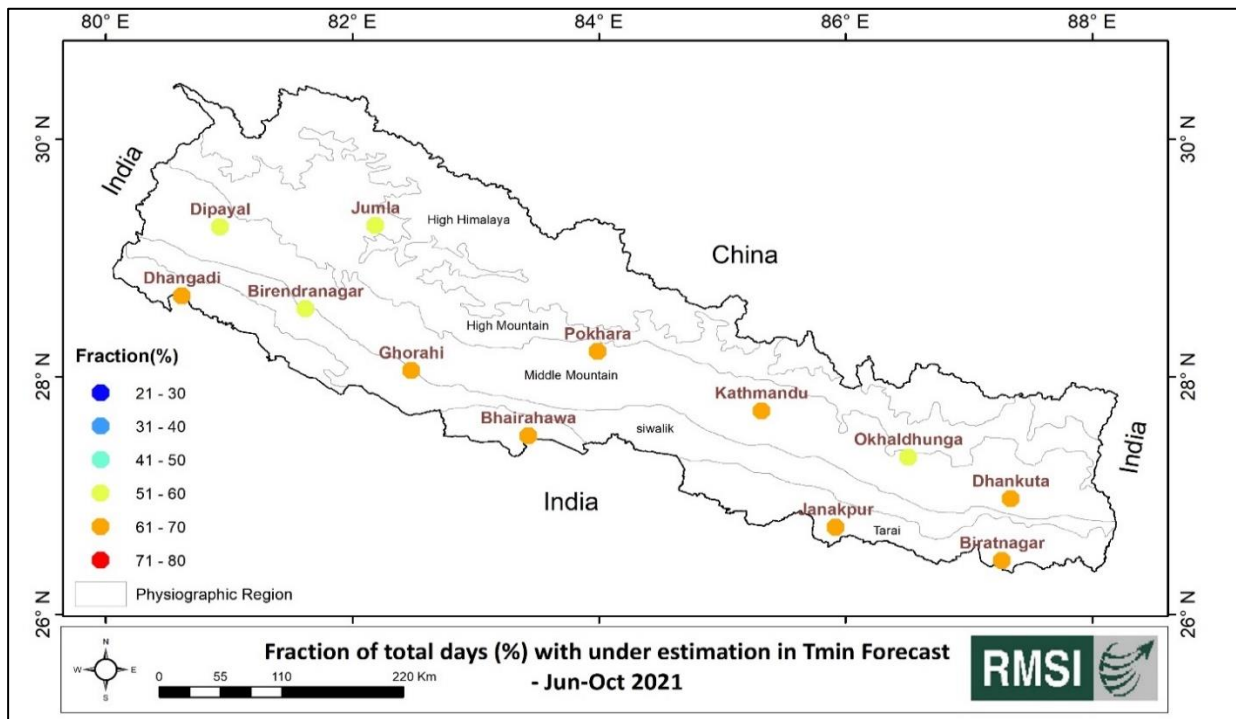 80° E 82° E 84° E 86° E 88° E
30° N 30° N
India
Dipayal
Jumla
High Himalaya
China
Dhangadi
Birendranagar
High Mountain
Pokhara
Fraction(%)
Ghorahi
Middle Mountain
28° N 28° N
21 - 30
Kathmandu
31 - 40
Bhairahawa
siwalik
Okhaldhunga
India
41 - 50
Dhankuta
51 - 60
India
Janakpur
61 - 70
Tarai
Biratnagar
71 - 80
Physiographic Region
26° N 26° N
N
W E
S
0 55 110 220 Km
Fraction of total days (%) with under estimation in Tmin Forecast
- Jun-Oct 2021
RMSI